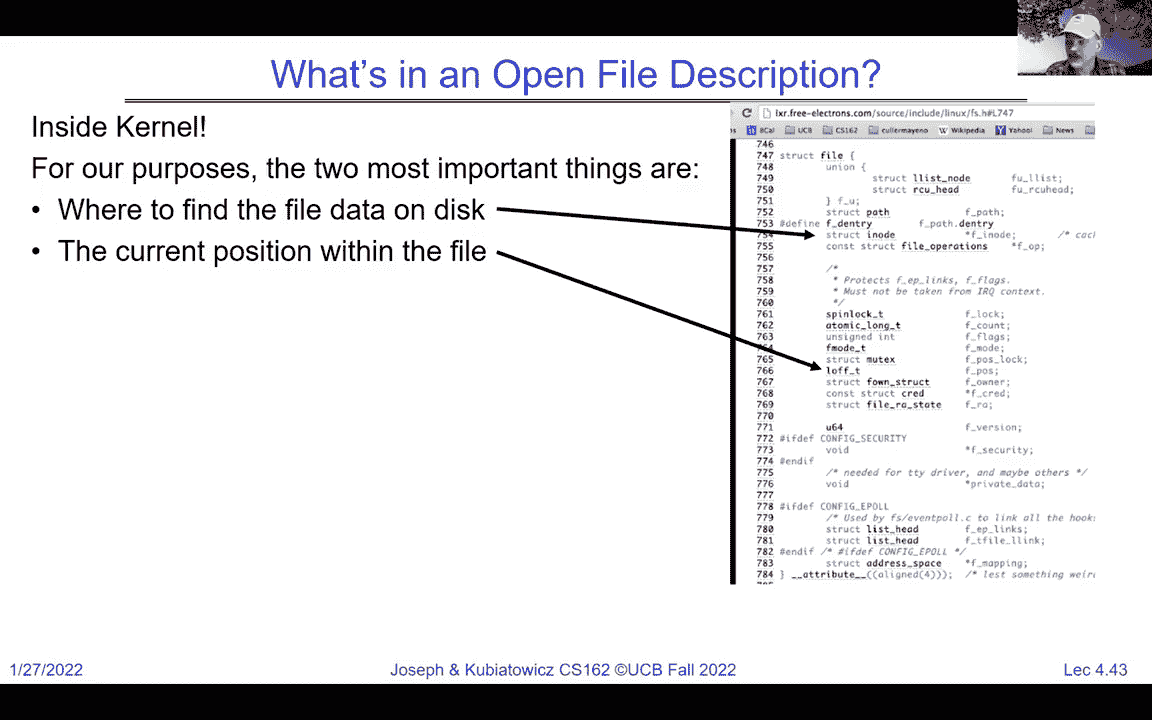 What's in an Open File Description?
Inside Kernel!
For our purposes, the two most important things are:
• Where to find the file data on disk
• The current position within the file
lxr.free-electrons.com/source/include/linux/fs.h#L747
BCal UCB CS162 cullermayeno Wikipedia Yahoo! News
746
747 struct file {
748 union {
749 struct llist_node fu_llist;
750 struct rcu_head fu_rcuhead;
751 } f_u;
752 struct path f_path;
753 #define f_dentry f_path.dentry
754 struct inode *f_inode; /* cach
755 const struct file_operations *f_op;
756
757 /*
758 * Protects f_ep_links, f_flags.
759 * Must not be taken from IRQ context.
760 */
761 spinlock_t f_lock;
762 atomic_long_t f_count;
763 unsigned int f_flags;
764 fmode_t f_mode;
765 struct mutex f_pos_lock;
766 loff_t f_pos;
767 struct fown_struct f_owner;
768 const struct cred *f_cred;
769 struct file_ra_state f_ra;
770
771 u64 f_version;
772 #ifdef CONFIG_SECURITY
773 void *f_security;
774 #endif
775 /* needed for tty driver, and maybe others */
776 void *private_data;
777
778 #ifdef CONFIG_EPOLL
779 /* Used by fs/eventpoll.c to link all the hooks
780 struct list_head f_ep_links;
781 struct list_head f_tfile_llink;
782 #endif /* #ifdef CONFIG_EPOLL */
783 struct address_space *f_mapping;
784 } __attribute__((aligned(4))); /* lest something weir
1/27/2022
Joseph & Kubiatowicz CS162 ©UCB Fall 2022
Lec 4.43